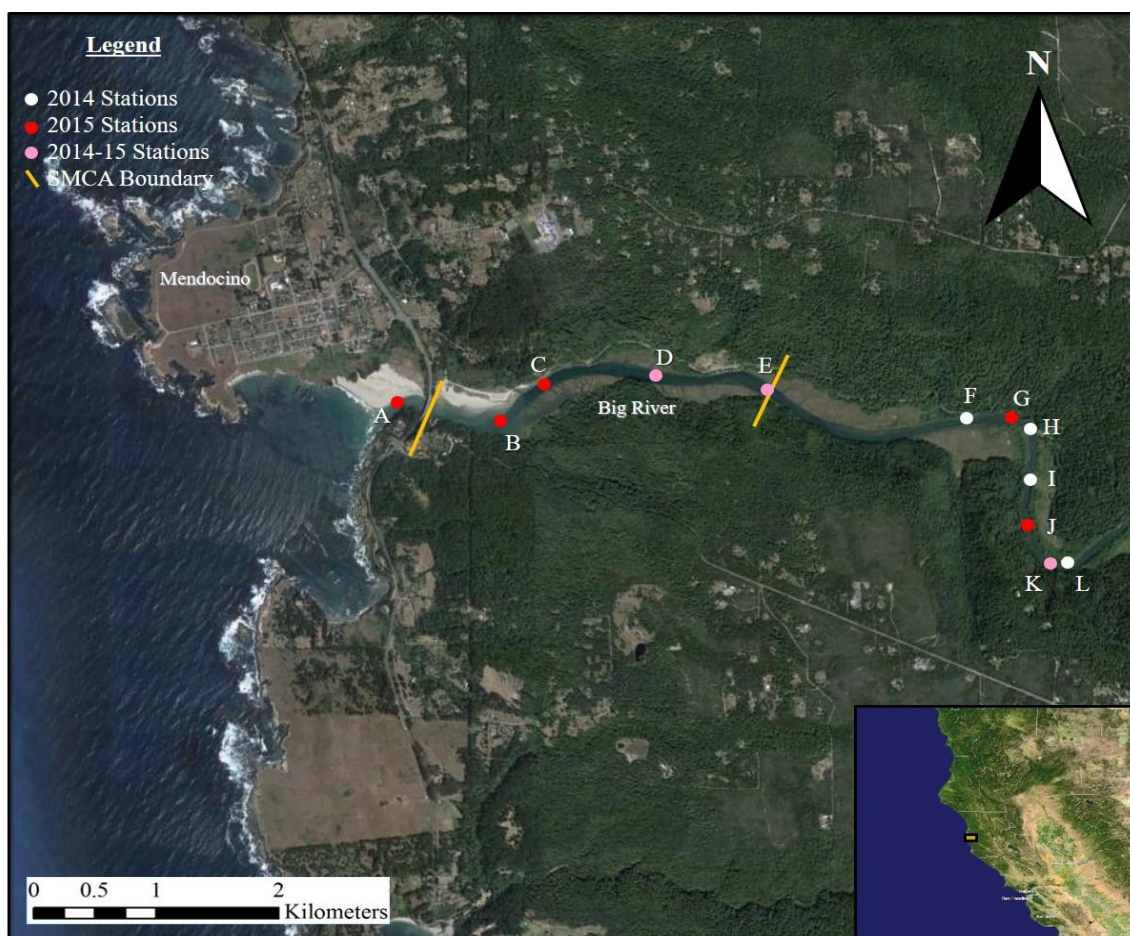 Legend
2014 Stations
2015 Stations
2014-15 Stations
SMCA Boundary
N
Mendocino
A
B
C
D
E
Big River
F
G
H
I
J
K
L
0 0.5 1 2
Kilometers